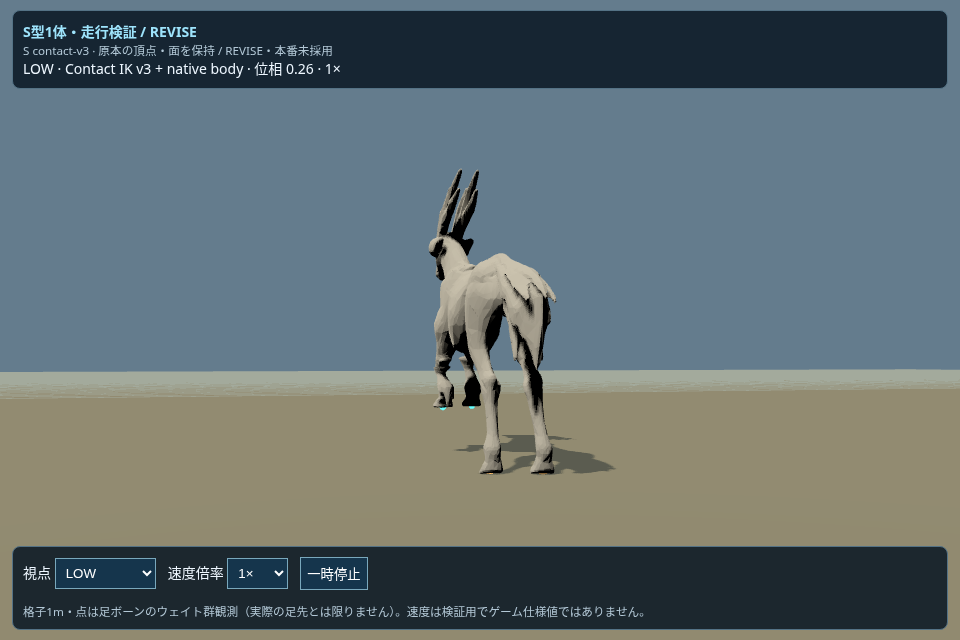 S型1体・走行検証 / REVISE
S contact-v3 · 原本の頂点・面を保持 / REVISE・本番未採用
LOW · Contact IK v3 + native body · 位相 0.26 · 1×
視点 LOW 速度倍率 1× 一時停止
格子1m・点は足ボーンのウェイト群観測（実際の足先とは限りません）。速度は検証用でゲーム仕様値ではありません。